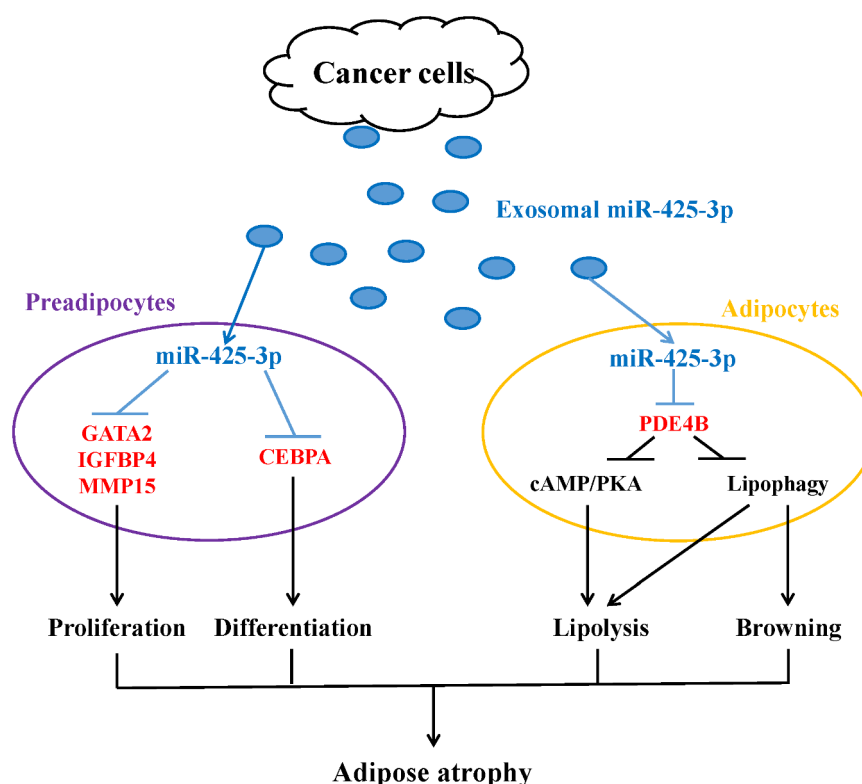 Cancer cells
Exosomal miR-425-3p
Preadipocytes
Adipocytes
miR-425-3p
miR-425-3p
GATA2
IGFBP4
MMP15
CEBPA
PDE4B
cAMP/PKA
Lipophagy
Proliferation
Differentiation
Lipolysis
Browning
Adipose atrophy